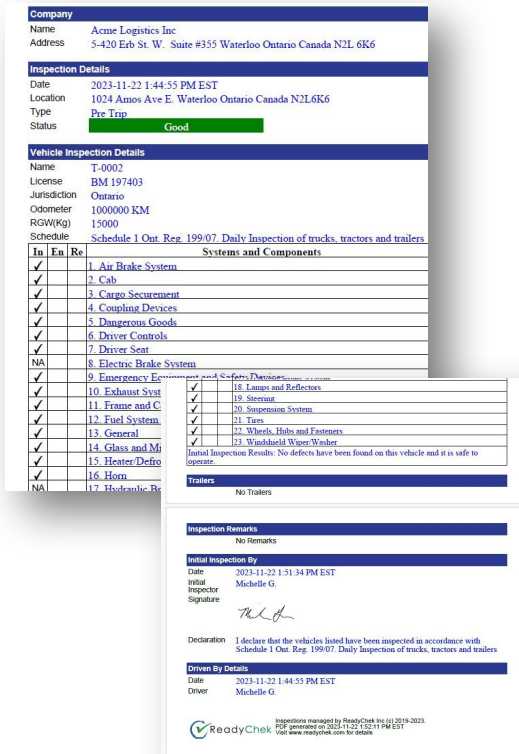 Company
Name Acme Logistics Inc
Address 5-420 Erb St. W. Suite #355 Waterloo Ontario Canada N2L 6K6
Inspection Details
Date 2023-11-22 1:44:55 PM EST
Location 1024 Amos Ave E. Waterloo Ontario Canada N2L6K6
Type Pre Trip
Status Good
Vehicle Inspection Details
Name T-0002
License BM 197403
Jurisdiction Ontario
Odometer 1000000 KM
RGW(Kg) 15000
Schedule Schedule 1 Ont. Reg. 199/07. Daily Inspection of trucks, tractors and trailers
In En Re Systems and Components
✓ 1. Air Brake System
✓ 2. Cab
✓ 3. Cargo Securement
✓ 4. Coupling Devices
✓ 5. Dangerous Goods
✓ 6. Driver Controls
✓ 7. Driver Seat
NA 8. Electric Brake System
✓ 9. Emergency Equipment and Safety Devices
✓ 10. Exhaust Syst
✓ 11. Frame and C
✓ 12. Fuel System
✓ 13. General
✓ 14. Glass and Mi
✓ 15. Heater/Defro
✓ 16. Horn
NA 17. Hydraulic Br
✓ 18. Lamps and Reflectors
✓ 19. Steering
✓ 20. Suspension System
✓ 21. Tires
✓ 22. Wheels, Hubs and Fasteners
✓ 23. Windshield Wiper/Washer
Initial Inspection Results: No defects have been found on this vehicle and it is safe to
operate.
Trailers
No Trailers
Inspection Remarks
No Remarks
Initial Inspection By
Date 2023-11-22 1:51:34 PM EST
Initial Michelle G.
Inspector
Signature
Declaration I declare that the vehicles listed have been inspected in accordance with
Schedule 1 Ont. Reg. 199/07. Daily Inspection of trucks, tractors and trailers
Driven By Details
Date 2023-11-22 1:44:55 PM EST
Driver Michelle G.
ReadyChek
Inspections managed by ReadyChek Inc (c) 2019-2023.
PDF generated on 2023-11-22 1:52:11 PM EST
Visit www.readychek.com for details